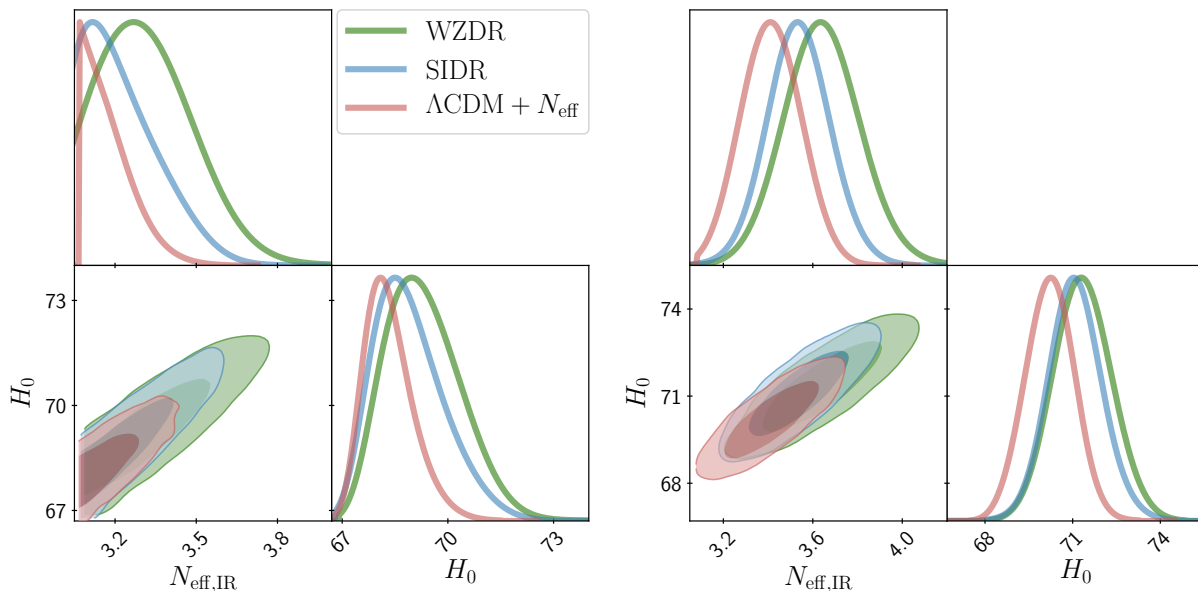 WZDR
SIDR
ΛCDM + N_eff
73
70
67
H_0
3.2
3.5
3.8
N_eff,IR
67
70
73
H_0
74
71
68
H_0
3.2
3.6
4.0
N_eff,IR
68
71
74
H_0